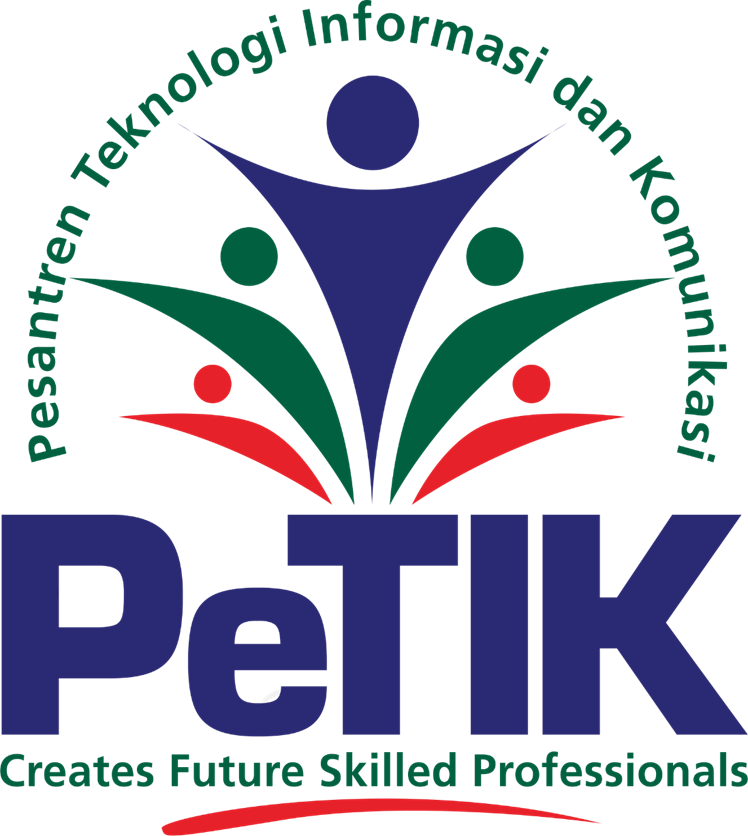 Pesantren Teknologi Informasi dan Komunikasi
PeTIK
Creates Future Skilled Professionals